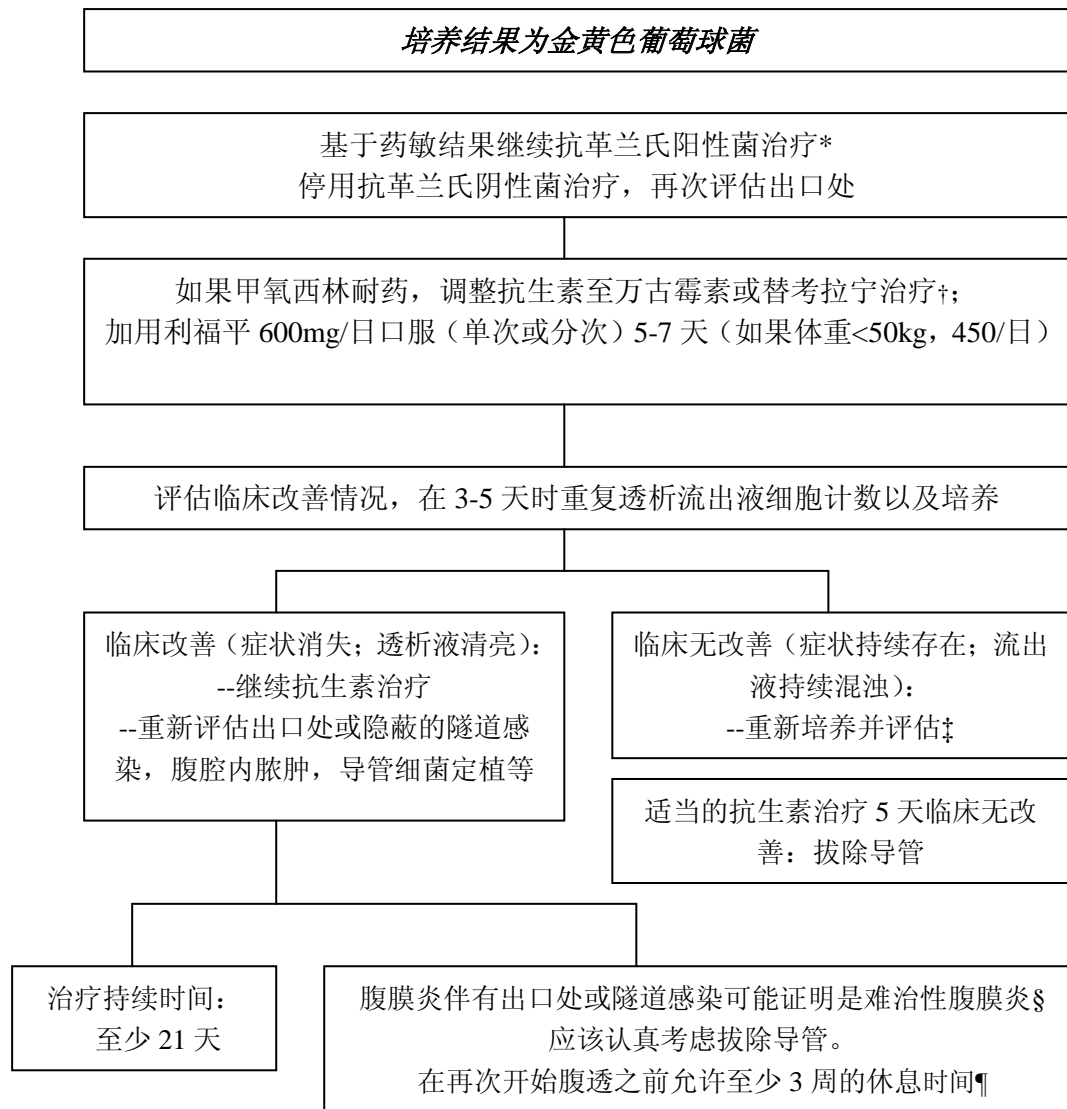 培养结果为金黄色葡萄球菌
基于药敏结果继续抗革兰氏阳性菌治疗*
停用抗革兰氏阴性菌治疗，再次评估出口处
如果甲氧西林耐药，调整抗生素至万古霉素或替考拉宁治疗†；
加用利福平 600mg/日口服（单次或分次）5-7 天（如果体重<50kg，450/日）
评估临床改善情况，在 3-5 天时重复透析流出液细胞计数以及培养
临床改善（症状消失；透析液清亮）：
--继续抗生素治疗
--重新评估出口处或隐蔽的隧道感
染，腹腔内脓肿，导管细菌定植等
临床无改善（症状持续存在；流出
液持续混浊）：
--重新培养并评估‡
适当的抗生素治疗 5 天临床无改
善：拔除导管
治疗持续时间：
至少 21 天
腹膜炎伴有出口处或隧道感染可能证明是难治性腹膜炎§
应该认真考虑拔除导管。
在再次开始腹透之前允许至少 3 周的休息时间¶